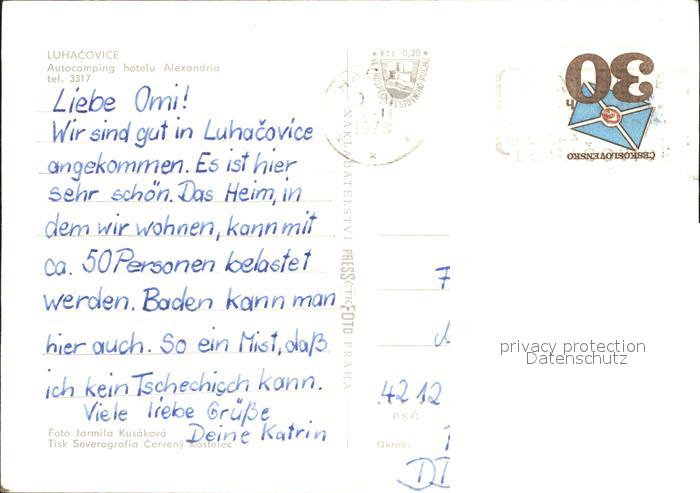 LUHAČOVICE
Autocamping hotelu Alexandria
tel. 3317
Liebe Omi!
Wir sind gut in Luhačovice
angekommen. Es ist hier
sehr schön. Das Heim, in
dem wir wohnen, kann mit
ca. 50 Personen belastet
werden. Baden kann man
hier auch. So ein Mist, daß
ich kein Tschechisch kann.
Viele liebe Grüße
Deine Katrin
Foto Jarmila Kusáková
Tisk Severografia Červený Kostelec
NAKLADATELSTVÍ PRESSFOTO PRAHA
Kčs 0,20
30
h
ČESKOSLOVENSKO
4212
PSČ
Okres:
privacy protection
Datenschutz